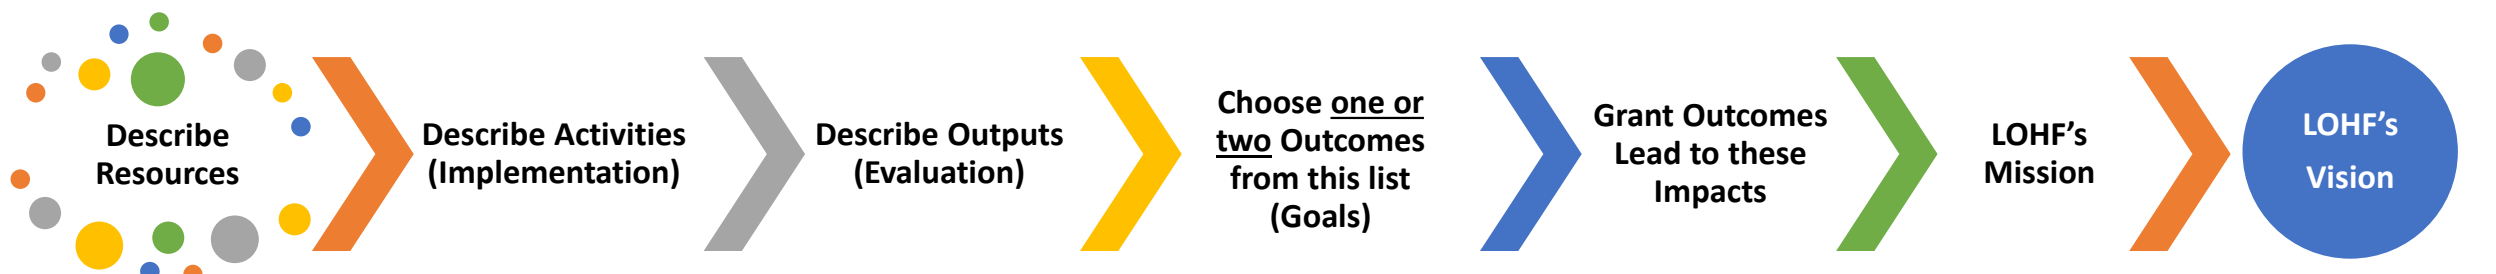 Describe
Resources
Describe Activities
(Implementation)
Describe Outputs
(Evaluation)
Choose one or
two Outcomes
from this list
(Goals)
Grant Outcomes
Lead to these
Impacts
LOHF’s
Mission
LOHF’s
Vision